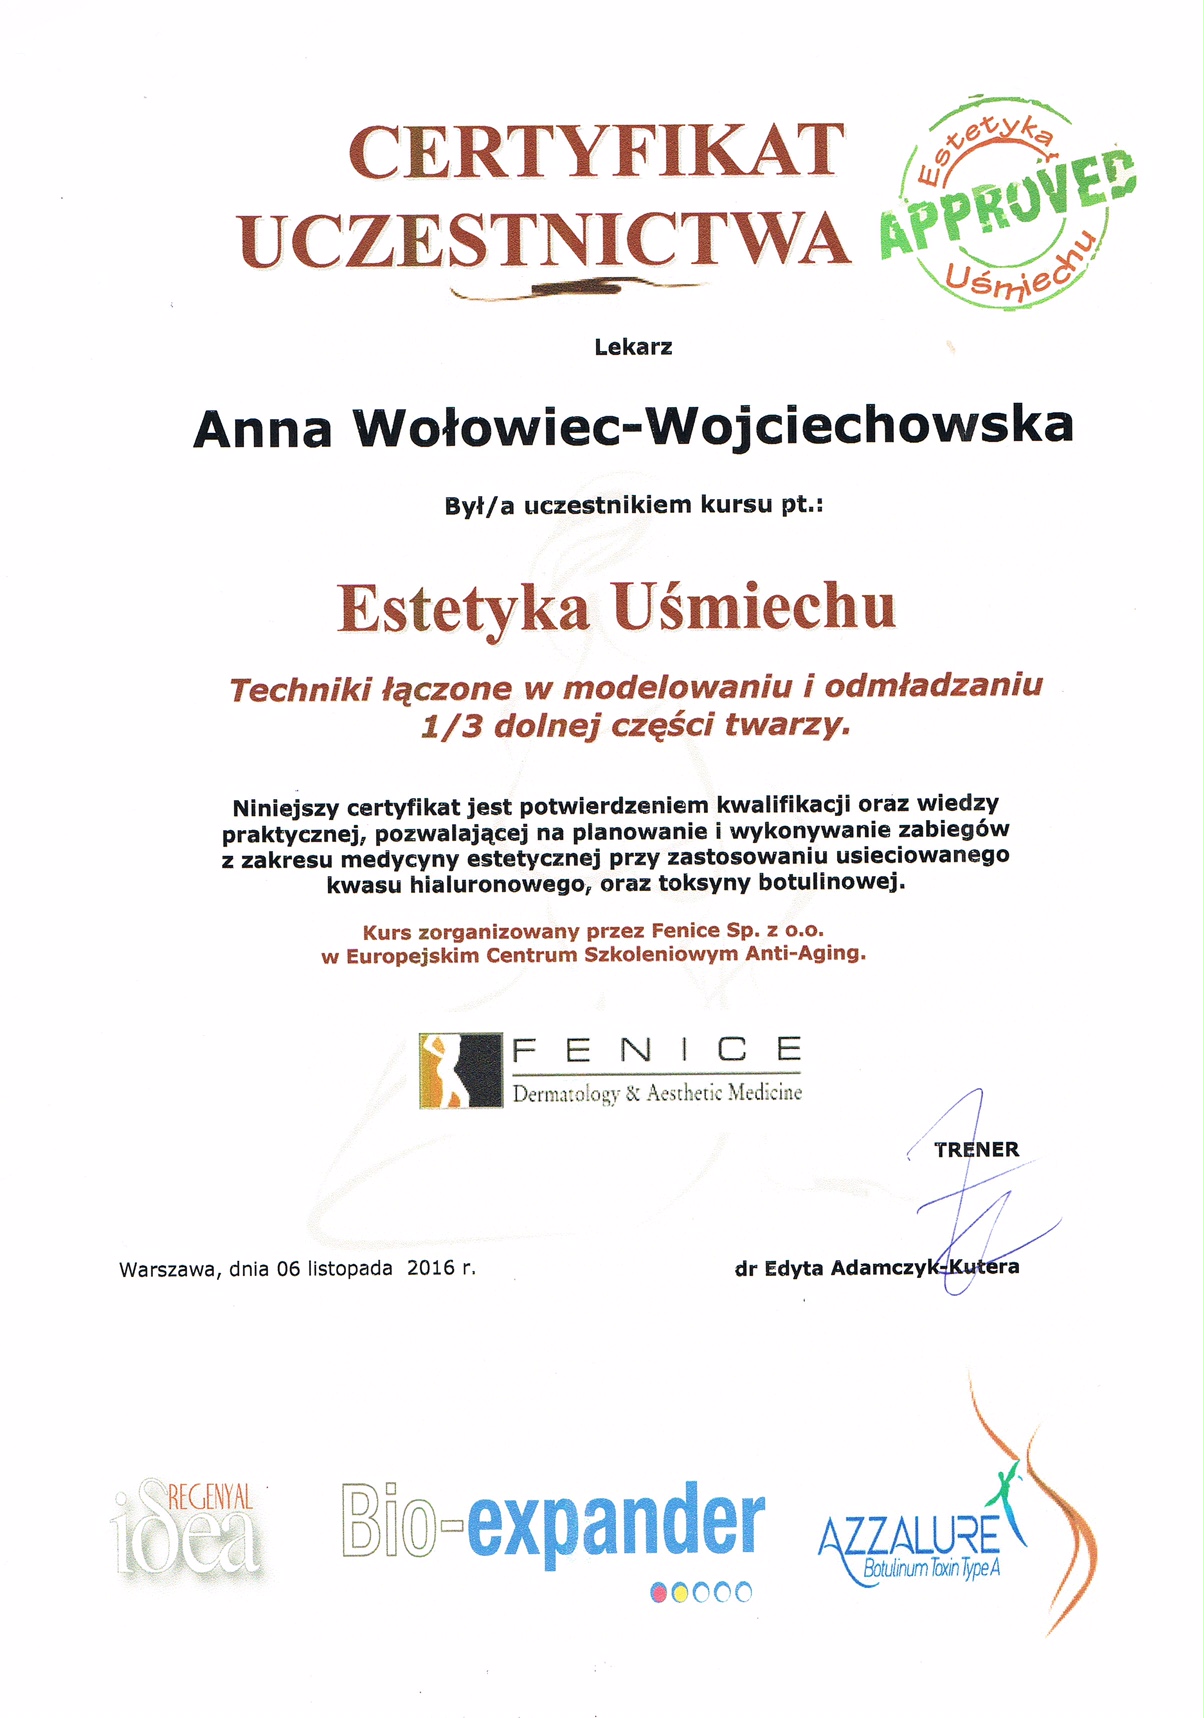 CERTYFIKAT
UCZESTNICTWA
Estetyka
APPROVED
Uśmiechu
Lekarz
Anna Wołowiec-Wojciechowska
Był/a uczestnikiem kursu pt.:
Estetyka Uśmiechu
Techniki łączone w modelowaniu i odmładzaniu
1/3 dolnej części twarzy.
Niniejszy certyfikat jest potwierdzeniem kwalifikacji oraz wiedzy
praktycznej, pozwalającej na planowanie i wykonywanie zabiegów
z zakresu medycyny estetycznej przy zastosowaniu usieciowanego
kwasu hialuronowego, oraz toksyny botulinowej.
Kurs zorganizowany przez Fenice Sp. z o.o.
w Europejskim Centrum Szkoleniowym Anti-Aging.
FENICE
Dermatology & Aesthetic Medicine
TRENER
Warszawa, dnia 06 listopada 2016 r.
dr Edyta Adamczyk-Kutera
REGENYAL
idea
Bio-expander
AZZALURE
Botulinum Toxin Type A